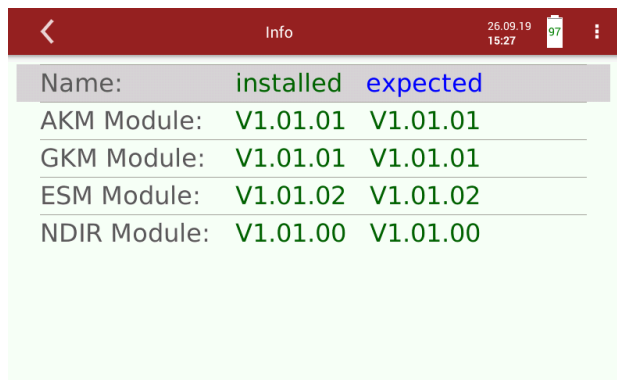 Info
26.09.19
15:27
97
Name: installed expected
AKM Module: V1.01.01 V1.01.01
GKM Module: V1.01.01 V1.01.01
ESM Module: V1.01.02 V1.01.02
NDIR Module: V1.01.00 V1.01.00